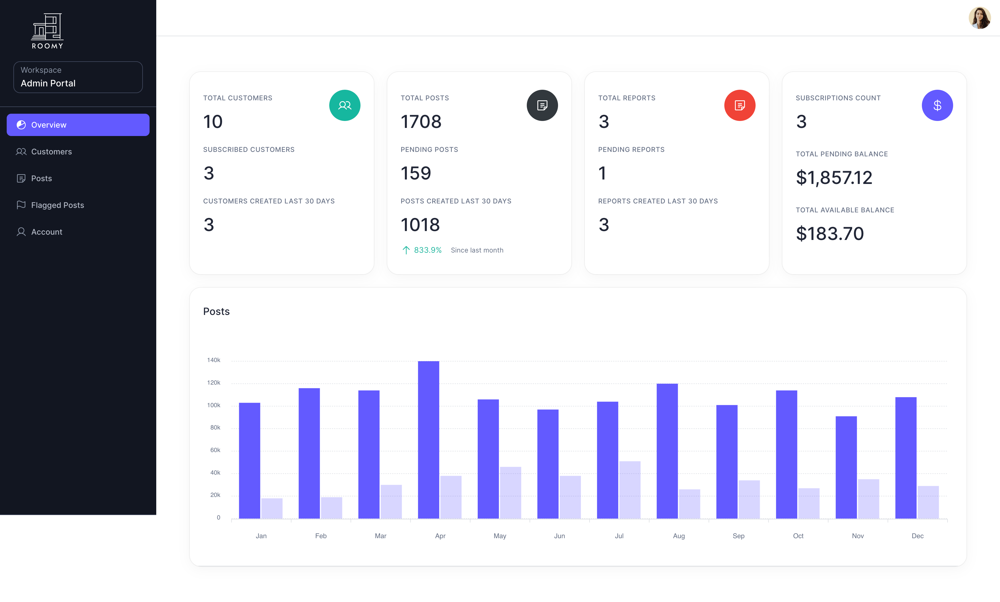 ROOMY
Workspace
Admin Portal
Overview
Customers
Posts
Flagged Posts
Account
TOTAL CUSTOMERS
10
SUBSCRIBED CUSTOMERS
3
CUSTOMERS CREATED LAST 30 DAYS
3
TOTAL POSTS
1708
PENDING POSTS
159
POSTS CREATED LAST 30 DAYS
1018
833.9% Since last month
TOTAL REPORTS
3
PENDING REPORTS
1
REPORTS CREATED LAST 30 DAYS
3
SUBSCRIPTIONS COUNT
3
$
TOTAL PENDING BALANCE
$1,857.12
TOTAL AVAILABLE BALANCE
$183.70
Posts
140k
120k
100k
80k
60k
40k
20k
0
Jan Feb Mar Apr May Jun Jul Aug Sep Oct Nov Dec